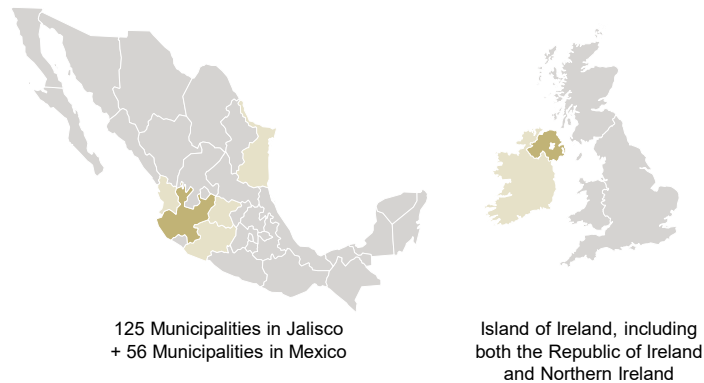 125 Municipalities in Jalisco
+ 56 Municipalities in Mexico
Island of Ireland, including
both the Republic of Ireland
and Northern Ireland